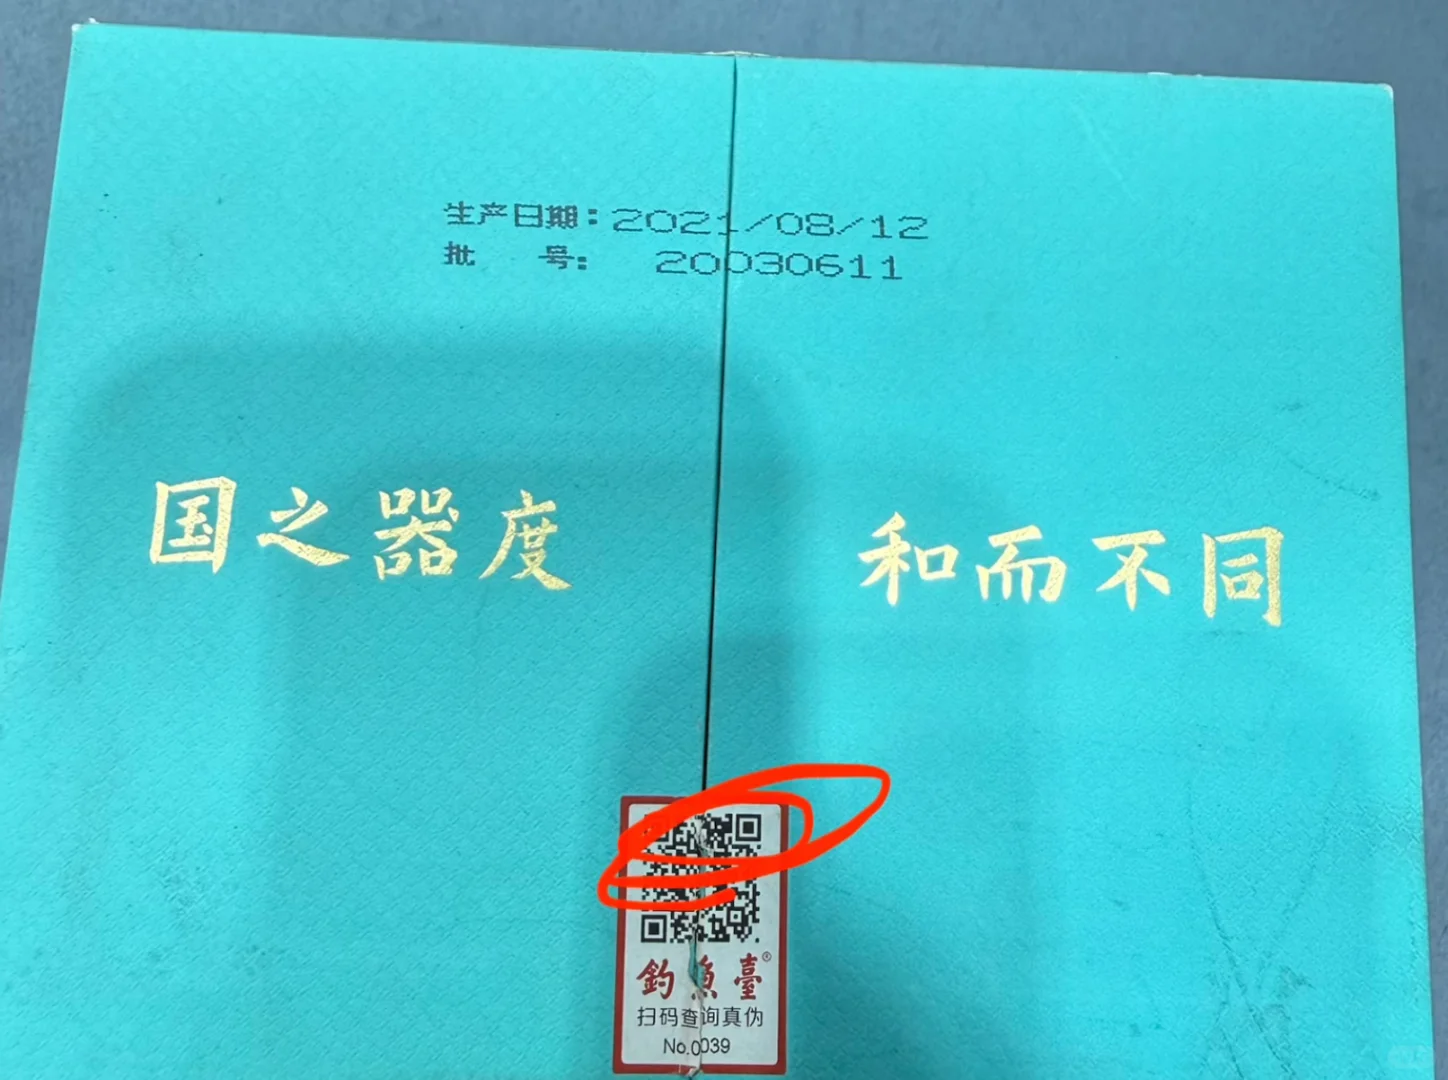 生产日期：2021/08/12
批 号： 20030611
国之器度 和而不同
釣魚臺®
扫码查询真伪
No.0039